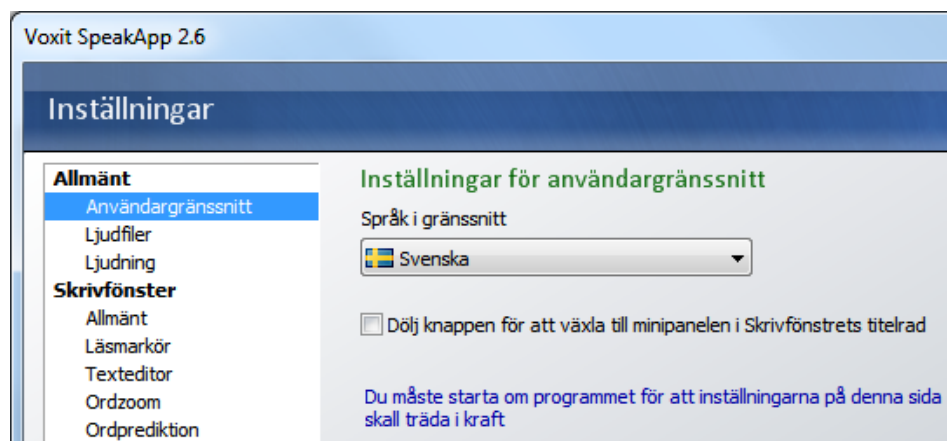 Voxit SpeakApp 2.6
Inställningar
Allmänt
Användargränssnitt
Ljudfiler
Ljudning
Skrivfönster
Allmänt
Läsmarkör
Texteditor
Ordzoom
Ordprediktion
Inställningar för användargränssnitt
Språk i gränssnitt
Svenska
Dölj knappen för att växla till minipanelen i Skrivfönstrets titelrad
Du måste starta om programmet för att inställningarna på denna sida
skall träda i kraft